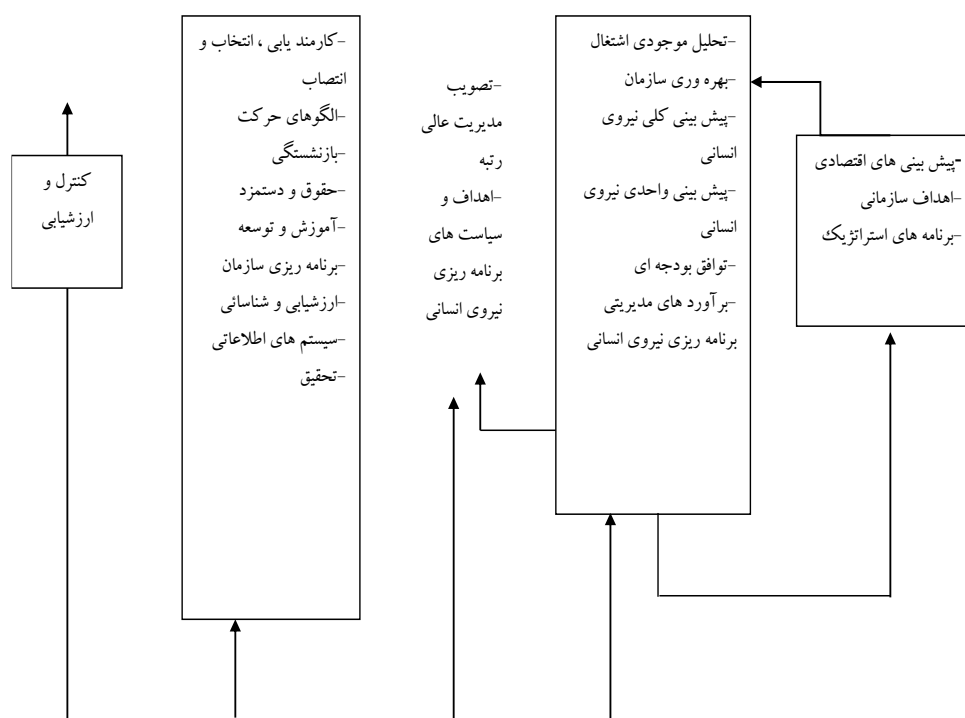 -پیش بینی های اقتصادی
-اهداف سازمانی
-برنامه های استراتژیک
-تحلیل موجودی اشتغال
-بهره وری سازمان
-پیش بینی کلی نیروی
انسانی
-پیش بینی واحدی نیروی
انسانی
-توافق بودجه ای
-برآورد های مدیریتی
برنامه ریزی نیروی انسانی
-تصویب
مدیریت عالی
رتبه
-اهداف و
سیاست های
برنامه ریزی
نیروی انسانی
-کارمند یابی ، انتخاب و
انتصاب
-الگوهای حرکت
-بازنشستگی
-حقوق و دستمزد
-آموزش و توسعه
-برنامه ریزی سازمان
-ارزشیابی و شناسائی
-سیستم های اطلاعاتی
-تحقیق
کنترل و
ارزشیابی